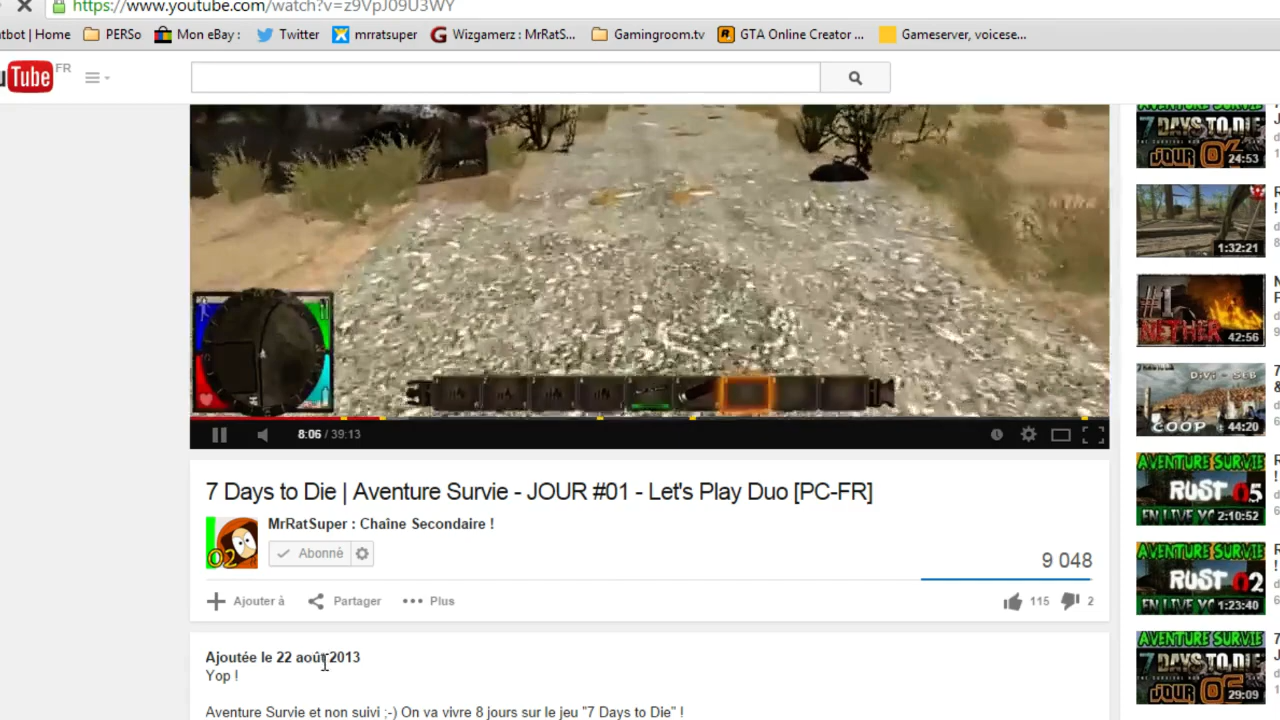 https://www.youtube.com/watch?v=z9VpJ09U3WY
tbot | Home PERSo Mon eBay : Twitter mrratsuper Wizgamerz : MrRatS... Gamingroom.tv GTA Online Creator ... Gameserver, voicese...
uTube FR
7 DAYS TO DIE
JOUR 04 24:53
1:32:21
#1 NETHER 42:56
DIVI - SEB
COOP 44:20
8:06 / 39:13
AVENTURE SURVIE
RUST 05
EN LIVE 2:10:52
7 Days to Die | Aventure Survie - JOUR #01 - Let's Play Duo [PC-FR]
MrRatSuper : Chaîne Secondaire !
02
Abonné
9 048
AVENTURE SURVIE
RUST 02
EN LIVE 1:23:40
Ajouter à Partager Plus 115 2
AVENTURE SURVIE
7 DAYS TO DIE
JOUR 29:09
Ajoutée le 22 août 2013
Yop !
Aventure Survie et non suivi ;-) On va vivre 8 jours sur le jeu "7 Days to Die" !